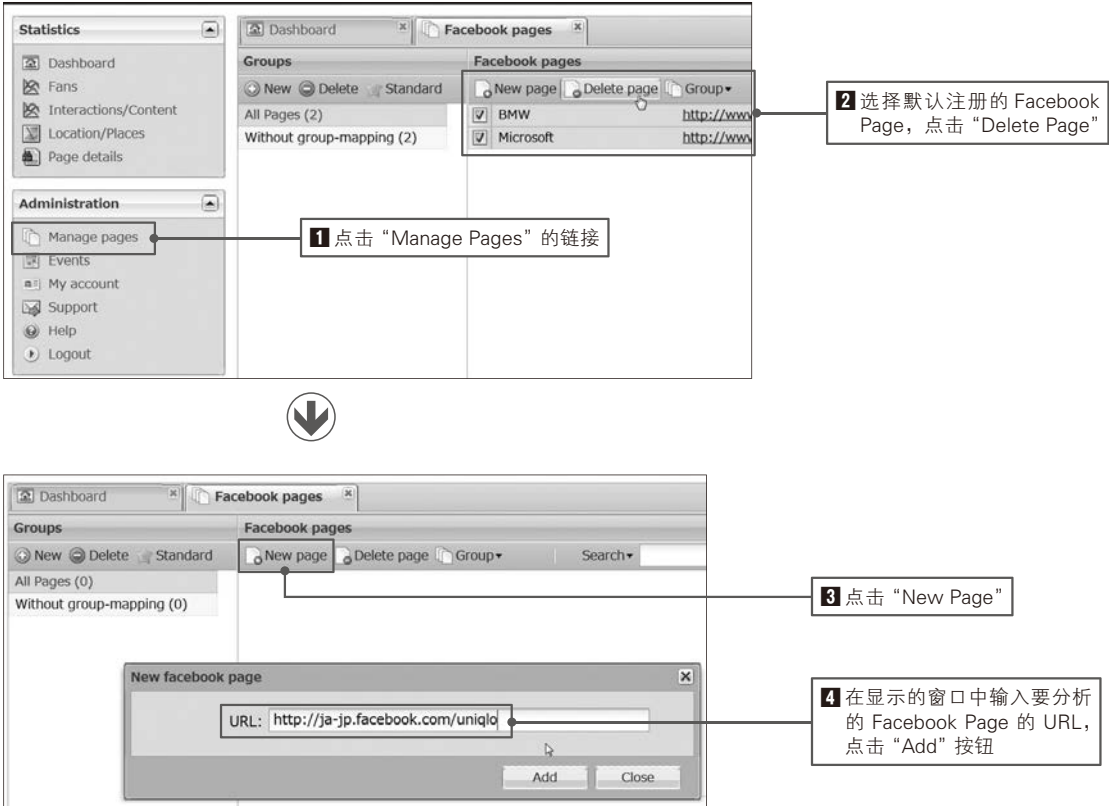 Statistics
Dashboard
Fans
Interactions/Content
Location/Places
Page details
Administration
Manage pages
Events
My account
Support
Help
Logout
Dashboard Facebook pages
Groups
New Delete Standard
All Pages (2)
Without group-mapping (2)
Facebook pages
New page Delete page Group
BMW http://www
Microsoft http://www
1 点击 “Manage Pages” 的链接
2 选择默认注册的 Facebook
Page，点击 “Delete Page”
Dashboard Facebook pages
Groups
New Delete Standard
All Pages (0)
Without group-mapping (0)
Facebook pages
New page Delete page Group Search
3 点击 “New Page”
New facebook page
URL: http://ja-jp.facebook.com/uniqlo
Add Close
4 在显示的窗口中输入要分析
的 Facebook Page 的 URL，
点击 “Add” 按钮